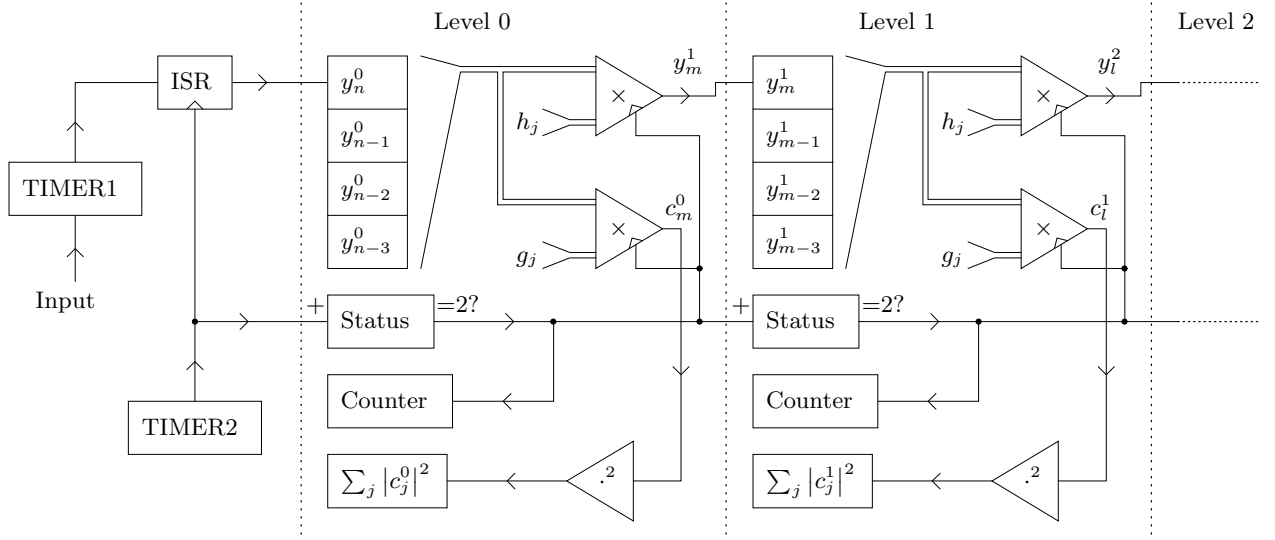 Level 0
Level 1
Level 2
ISR
TIMER1
Input
TIMER2
y_n^0
y_{n-1}^0
y_{n-2}^0
y_{n-3}^0
h_j
×
y_m^1
g_j
×
c_m^0
+
Status
=2?
Counter
∑_j |c_j^0|^2
·^2
y_m^1
y_{m-1}^1
y_{m-2}^1
y_{m-3}^1
h_j
×
y_l^2
g_j
×
c_l^1
+
Status
=2?
Counter
∑_j |c_j^1|^2
·^2